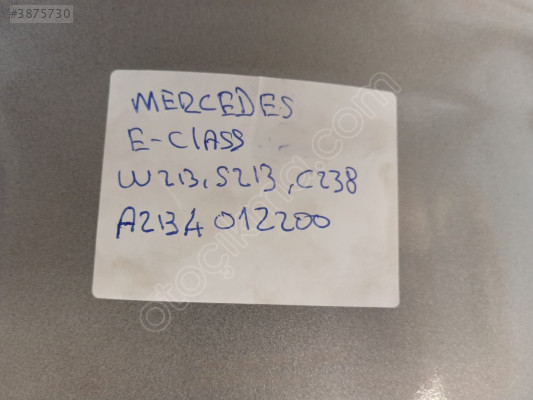 #3875730
MERCEDES
E-ClASS
W213, S213, C238
A2134012200
otoçıkma.com